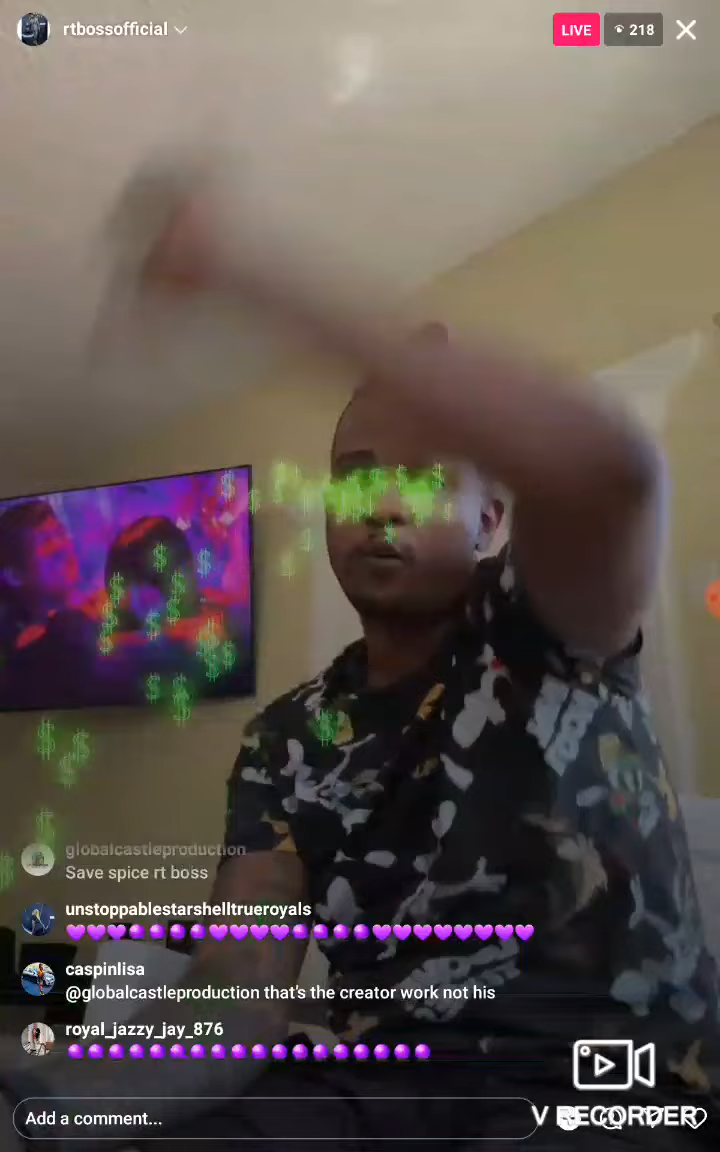 rtbossofficial
LIVE
218
globalcastleproduction
Save spice rt boss
unstoppablestarshelltrueroyals
💜💜💜🟣🟣🟣🟣💜💜💜💜🟣🟣🟣🟣💜💜💜💜💜💜💜💜
caspinlisa
@globalcastleproduction that's the creator work not his
royal_jazzy_jay_876
🟣🟣🟣🟣🟣🟣🟣🟣🟣🟣🟣🟣🟣🟣🟣🟣🟣🟣
Add a comment...
V RECORDER